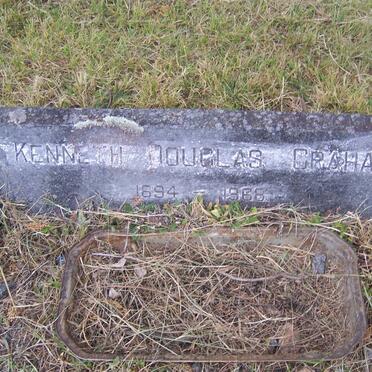 KENNETH DOUGLAS GRAHA
1894 - 1966